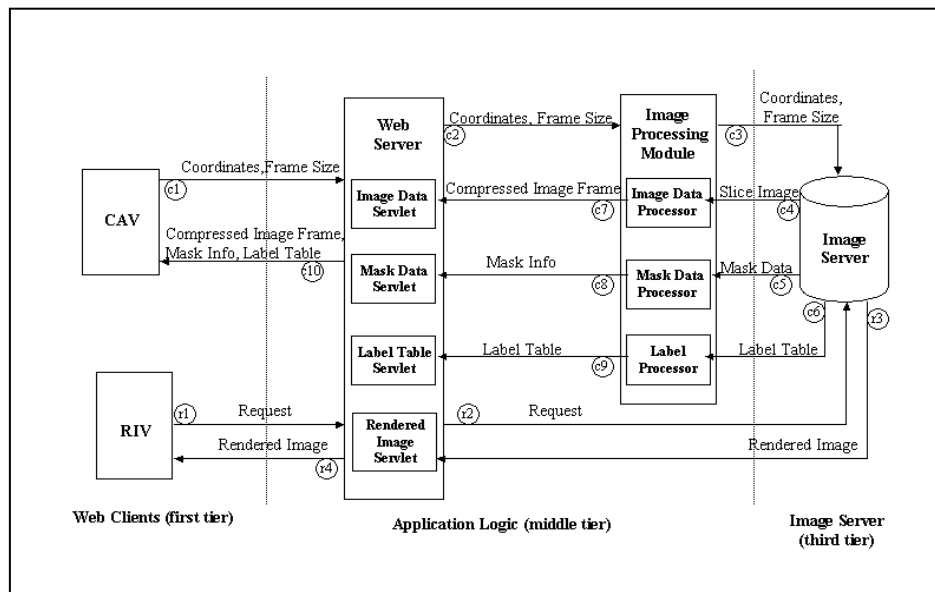 Coordinates,
Frame Size
Web
Server
Coordinates, Frame Size
c2
Image
Processing
Module
c3
Coordinates,Frame Size
c1
CAV
Image Data
Servlet
Compressed Image Frame
c7
Image Data
Processor
Slice Image
c4
Compressed Image Frame,
Mask Info, Label Table
c10
Mask Data
Servlet
Mask Info
c8
Mask Data
Processor
Mask Data
c5
Image
Server
c6
r3
Label Table
Servlet
Label Table
c9
Label
Processor
Label Table
RIV
r1
Request
r2
Request
Rendered Image
r4
Rendered
Image
Servlet
Rendered Image
Web Clients (first tier)
Application Logic (middle tier)
Image Server
(third tier)